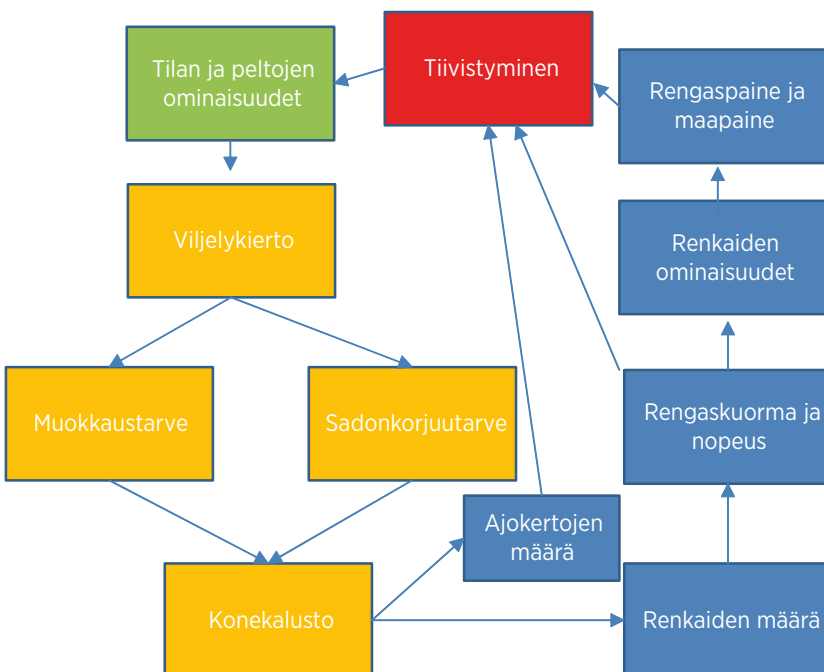 Tilan ja peltojen
ominaisuudet
Tiivistyminen
Rengaspaine ja
maapaine
Viljelykierto
Renkaiden
ominaisuudet
Muokkaustarve
Sadonkorjuutarve
Rengaskuorma ja
nopeus
Ajokertojen
määrä
Konekalusto
Renkaiden määrä